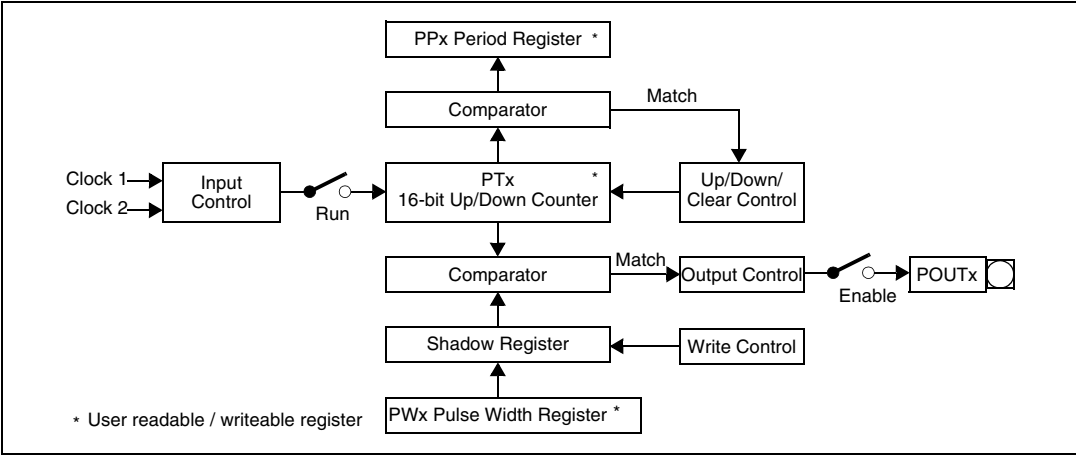 PPx Period Register *
Comparator
Match
Clock 1
Clock 2
Input
Control
Run
PTx *
16-bit Up/Down Counter
Up/Down/
Clear Control
Comparator
Match
Output Control
Enable
POUTx
Shadow Register
Write Control
PWx Pulse Width Register *
* User readable / writeable register